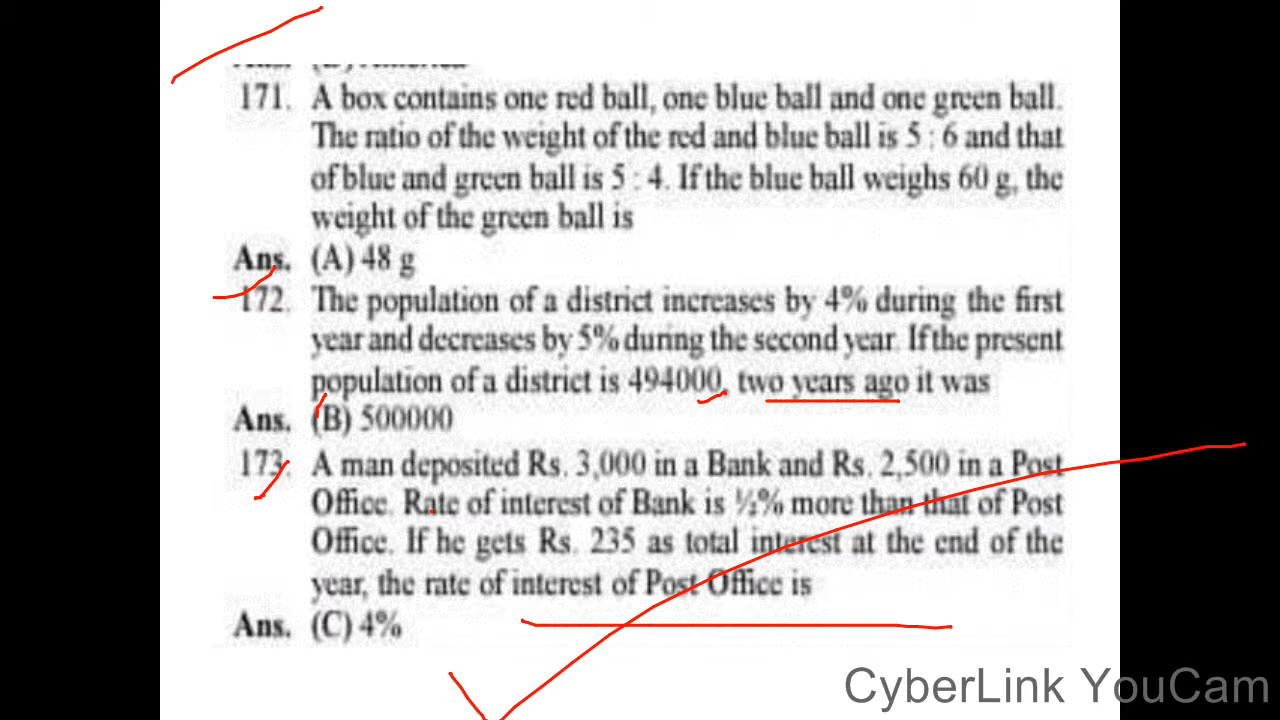 171. A box contains one red ball, one blue ball and one green ball.
The ratio of the weight of the red and blue ball is 5 : 6 and that
of blue and green ball is 5 : 4. If the blue ball weighs 60 g, the
weight of the green ball is
Ans. (A) 48 g
172. The population of a district increases by 4% during the first
year and decreases by 5% during the second year. If the present
population of a district is 494000, two years ago it was
Ans. (B) 500000
173. A man deposited Rs. 3,000 in a Bank and Rs. 2,500 in a Post
Office. Rate of interest of Bank is ½% more than that of Post
Office. If he gets Rs. 235 as total interest at the end of the
year, the rate of interest of Post Office is
Ans. (C) 4%
CyberLink YouCam